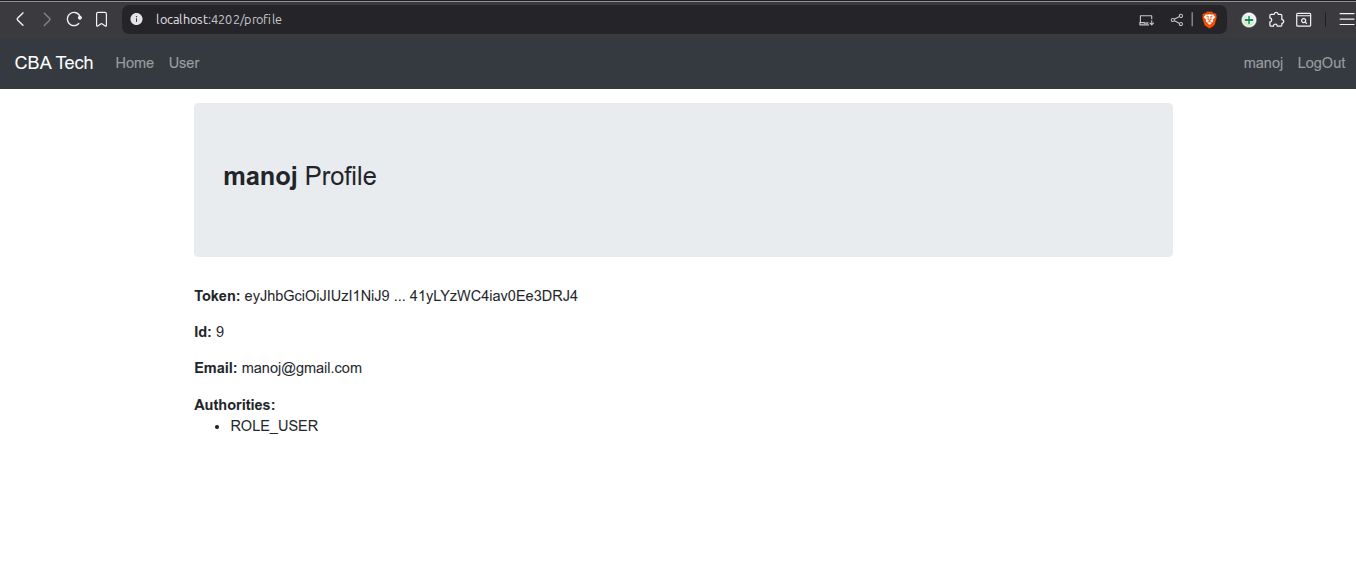 localhost:4202/profile
CBA Tech Home User manoj LogOut
manoj Profile
Token: eyJhbGciOiJIUzI1NiJ9 ... 41yLYzWC4iav0Ee3DRJ4
Id: 9
Email: manoj@gmail.com
Authorities:
• ROLE_USER